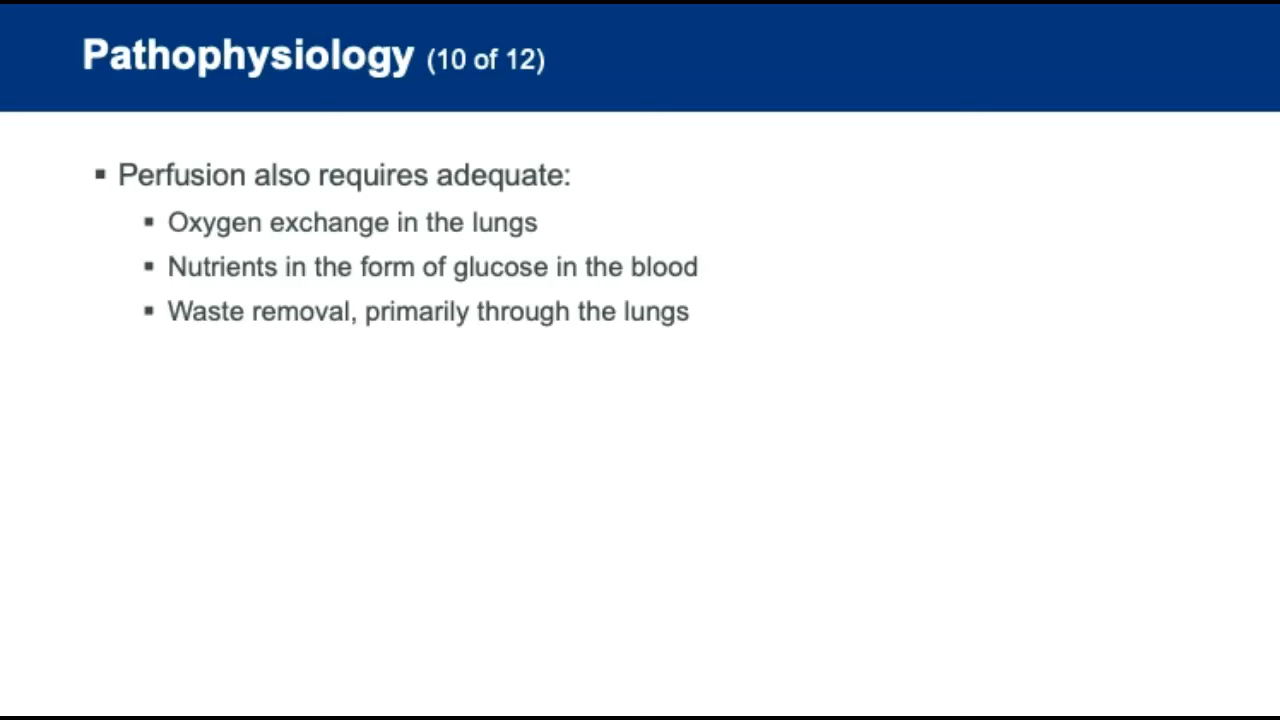 Pathophysiology (10 of 12)
▪ Perfusion also requires adequate:
▪ Oxygen exchange in the lungs
▪ Nutrients in the form of glucose in the blood
▪ Waste removal, primarily through the lungs